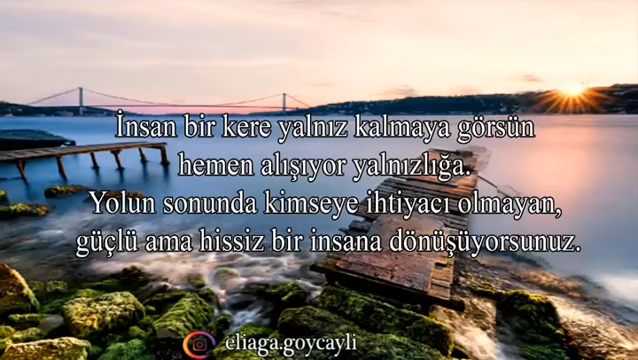 İnsan bir kere yalnız kalmaya görsün
hemen alışıyor yalnızlığa.
Yolun sonunda kimseye ihtiyacı olmayan,
güçlü ama hissiz bir insana dönüşüyorsunuz.
eliaga.goycayli